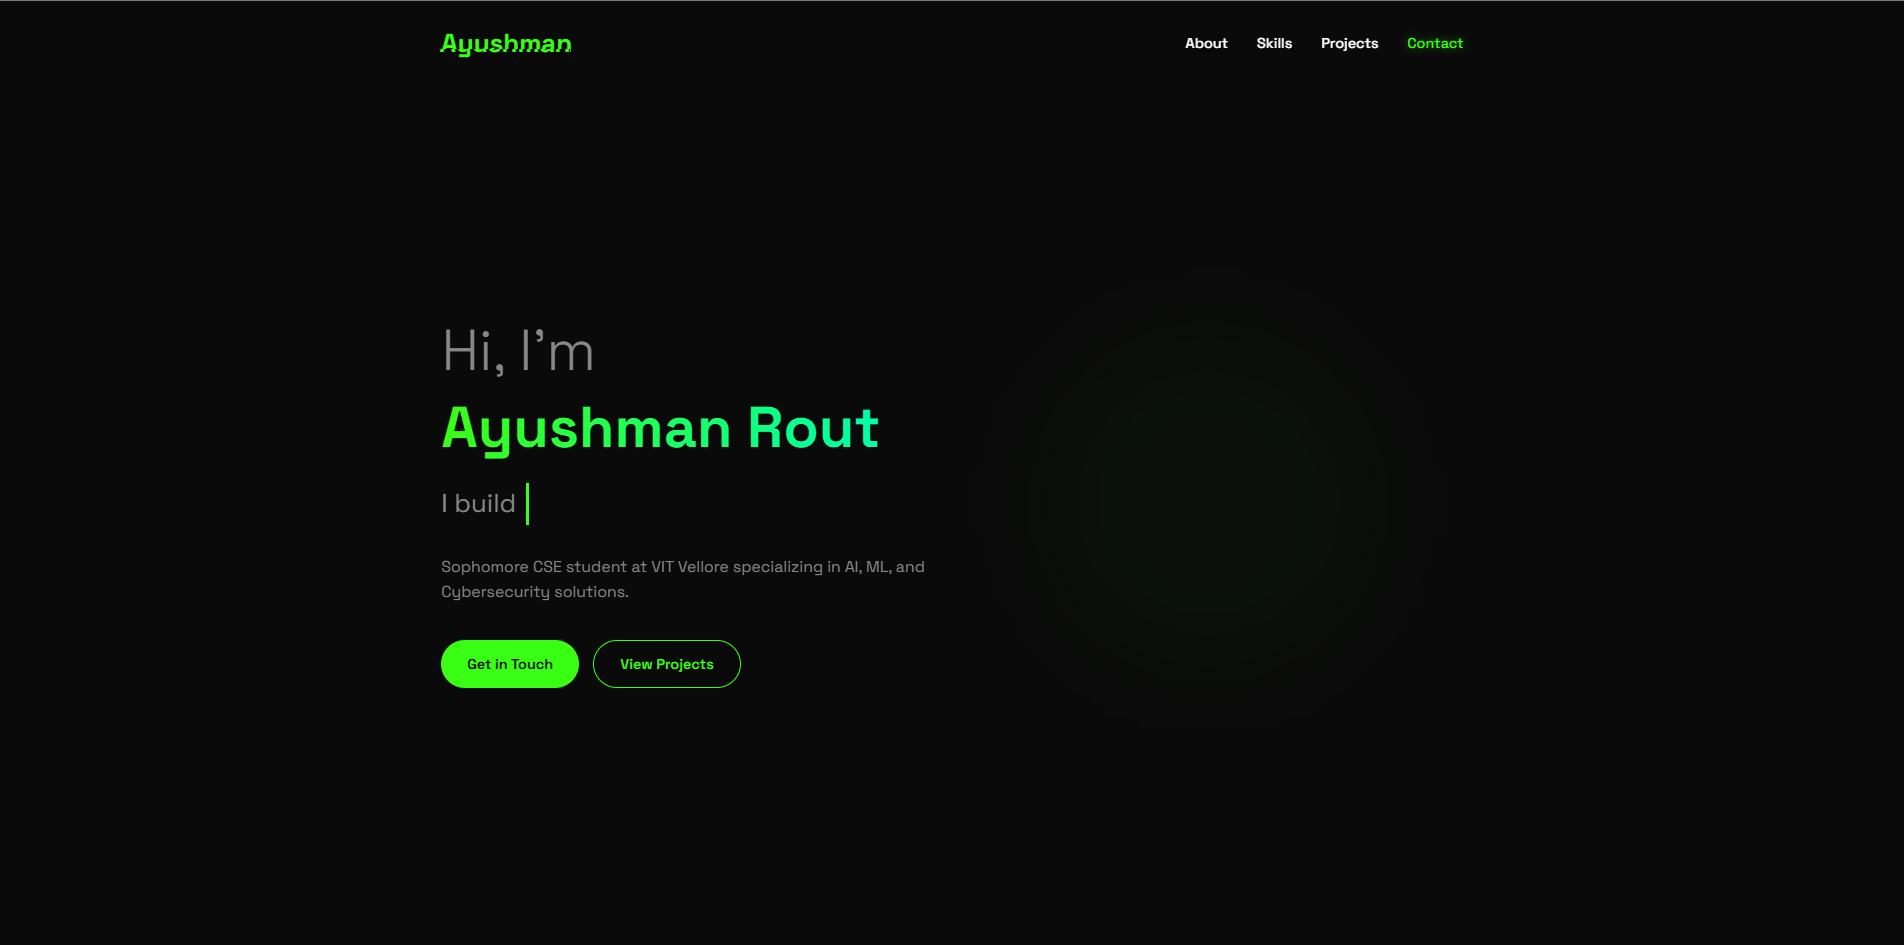 Ayushman
About Skills Projects Contact
Hi, I’m
Ayushman Rout
I build
Sophomore CSE student at VIT Vellore specializing in AI, ML, and
Cybersecurity solutions.
Get in Touch View Projects